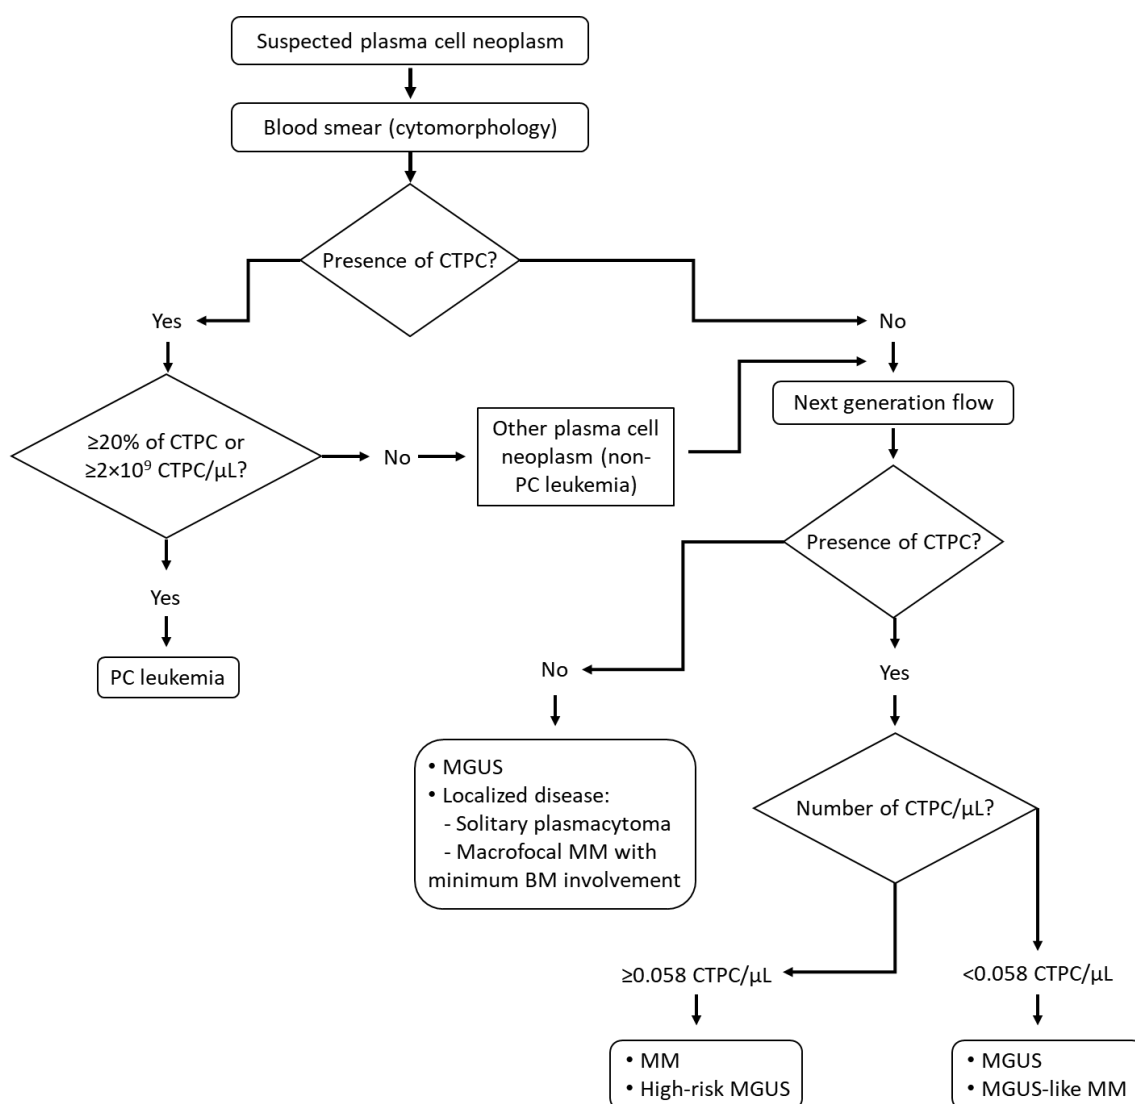 Suspected plasma cell neoplasm
Blood smear (cytomorphology)
Presence of CTPC?
Yes
No
≥20% of CTPC or
≥2×10⁹ CTPC/μL?
No
Other plasma cell
neoplasm (non-
PC leukemia)
Next generation flow
Presence of CTPC?
Yes
PC leukemia
No
Yes
• MGUS
• Localized disease:
- Solitary plasmacytoma
- Macrofocal MM with
minimum BM involvement
Number of CTPC/μL?
≥0.058 CTPC/μL
<0.058 CTPC/μL
• MM
• High-risk MGUS
• MGUS
• MGUS-like MM